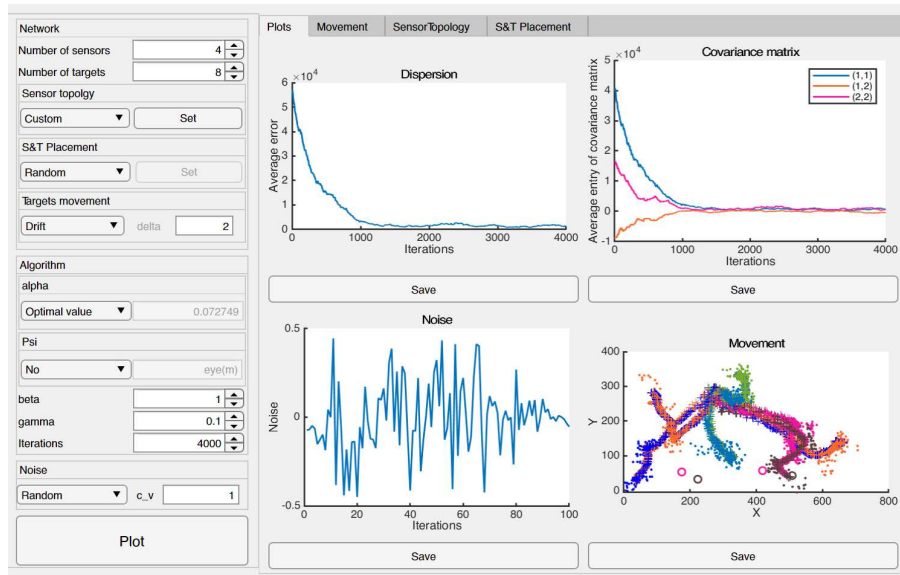 Network
Number of sensors 4
Number of targets 8
Sensor topolgy
Custom Set
S&T Placement
Random Set
Targets movement
Drift delta 2
Algorithm
alpha
Optimal value 0.072749
Psi
No eye(m)
beta 1
gamma 0.1
Iterations 4000
Noise
Random c_v 1
Plot
Plots Movement SensorTopology S&T Placement
Dispersion
×10^4
Average error
6
5
4
3
2
1
0
0 1000 2000 3000 4000
Iterations
Save
Covariance matrix
×10^4
Average entry of covariance matrix
5
4
3
2
1
0
-1
(1,1)
(1,2)
(2,2)
0 1000 2000 3000 4000
Iterations
Save
Noise
Noise
0.5
0
-0.5
0 20 40 60 80 100
Iterations
Save
Movement
Y
400
300
200
100
0
0 200 400 600 800
X
Save